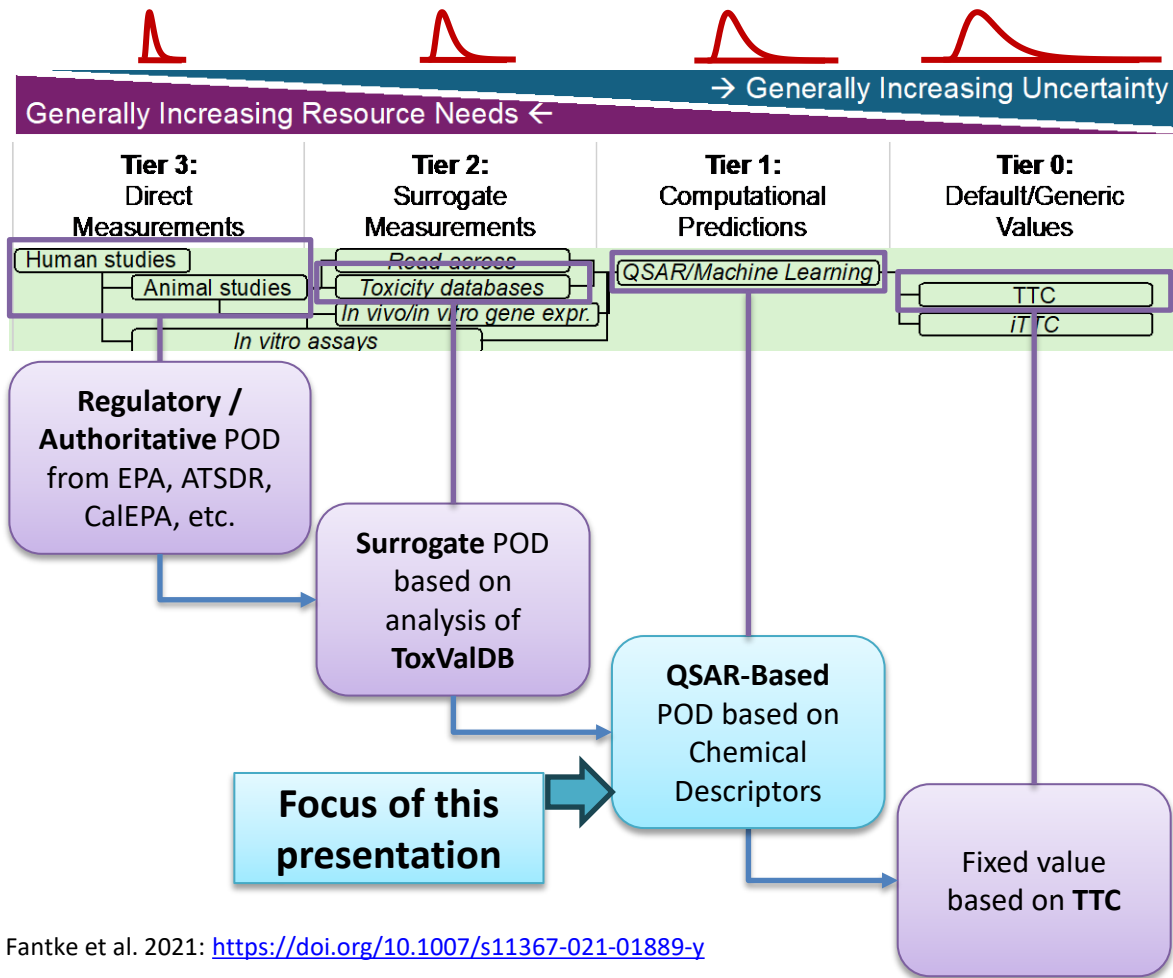 → Generally Increasing Uncertainty
Generally Increasing Resource Needs ←
Tier 3:
Direct
Measurements
Tier 2:
Surrogate
Measurements
Tier 1:
Computational
Predictions
Tier 0:
Default/Generic
Values
Human studies
Animal studies
In vitro assays
Read-across
Toxicity databases
In vivo/in vitro gene expr.
QSAR/Machine Learning
TTC
iTTC
Regulatory /
Authoritative POD
from EPA, ATSDR,
CalEPA, etc.
Surrogate POD
based on
analysis of
ToxValDB
QSAR-Based
POD based on
Chemical
Descriptors
Focus of this
presentation
Fixed value
based on TTC
Fantke et al. 2021: https://doi.org/10.1007/s11367-021-01889-y